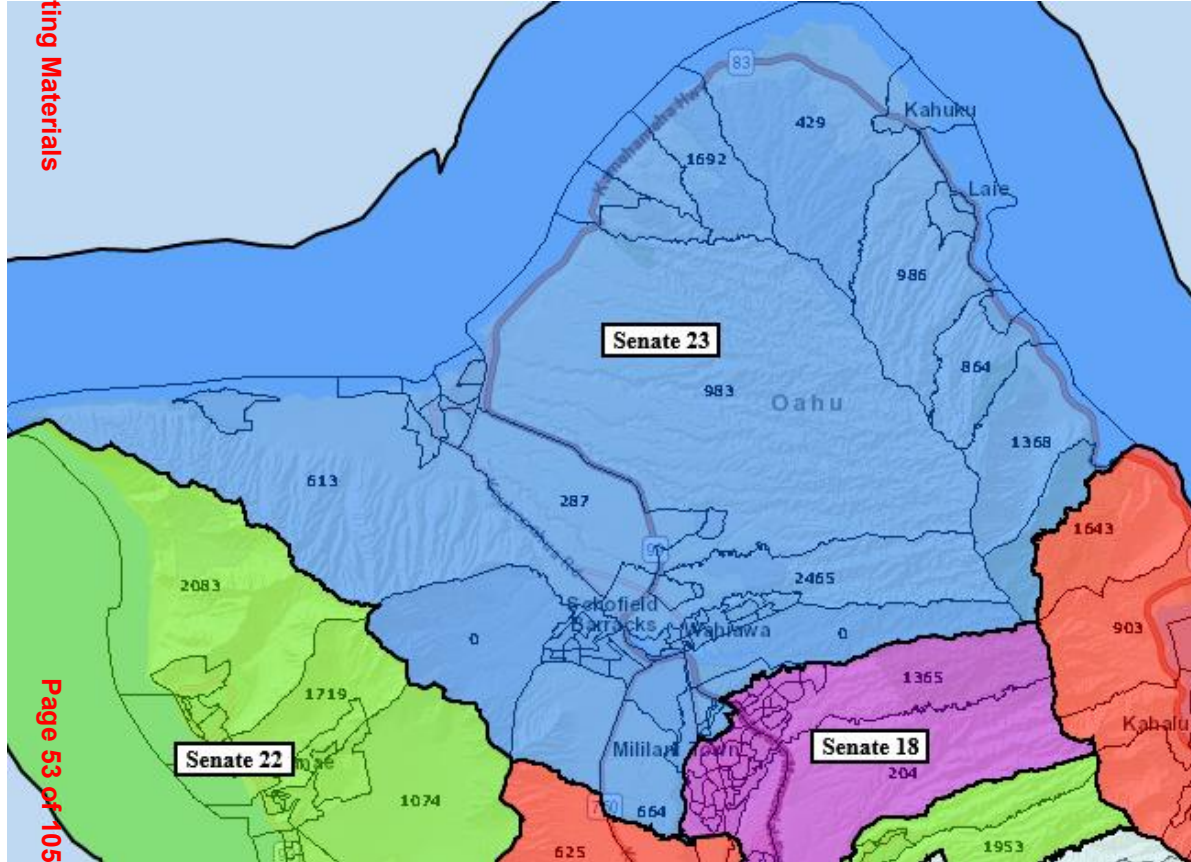 ting Materials
Page 53 of 105
83
Kamehameha Hw
Kahuku
429
1692
Laie
986
Senate 23
864
983
Oahu
1368
613
287
1643
2083
2465
Schofield
Barracks
Wahiawa
0
0
903
1719
1365
Kahalu
Mililani Town
Senate 18
Senate 22
204
1074
750
664
625
1953